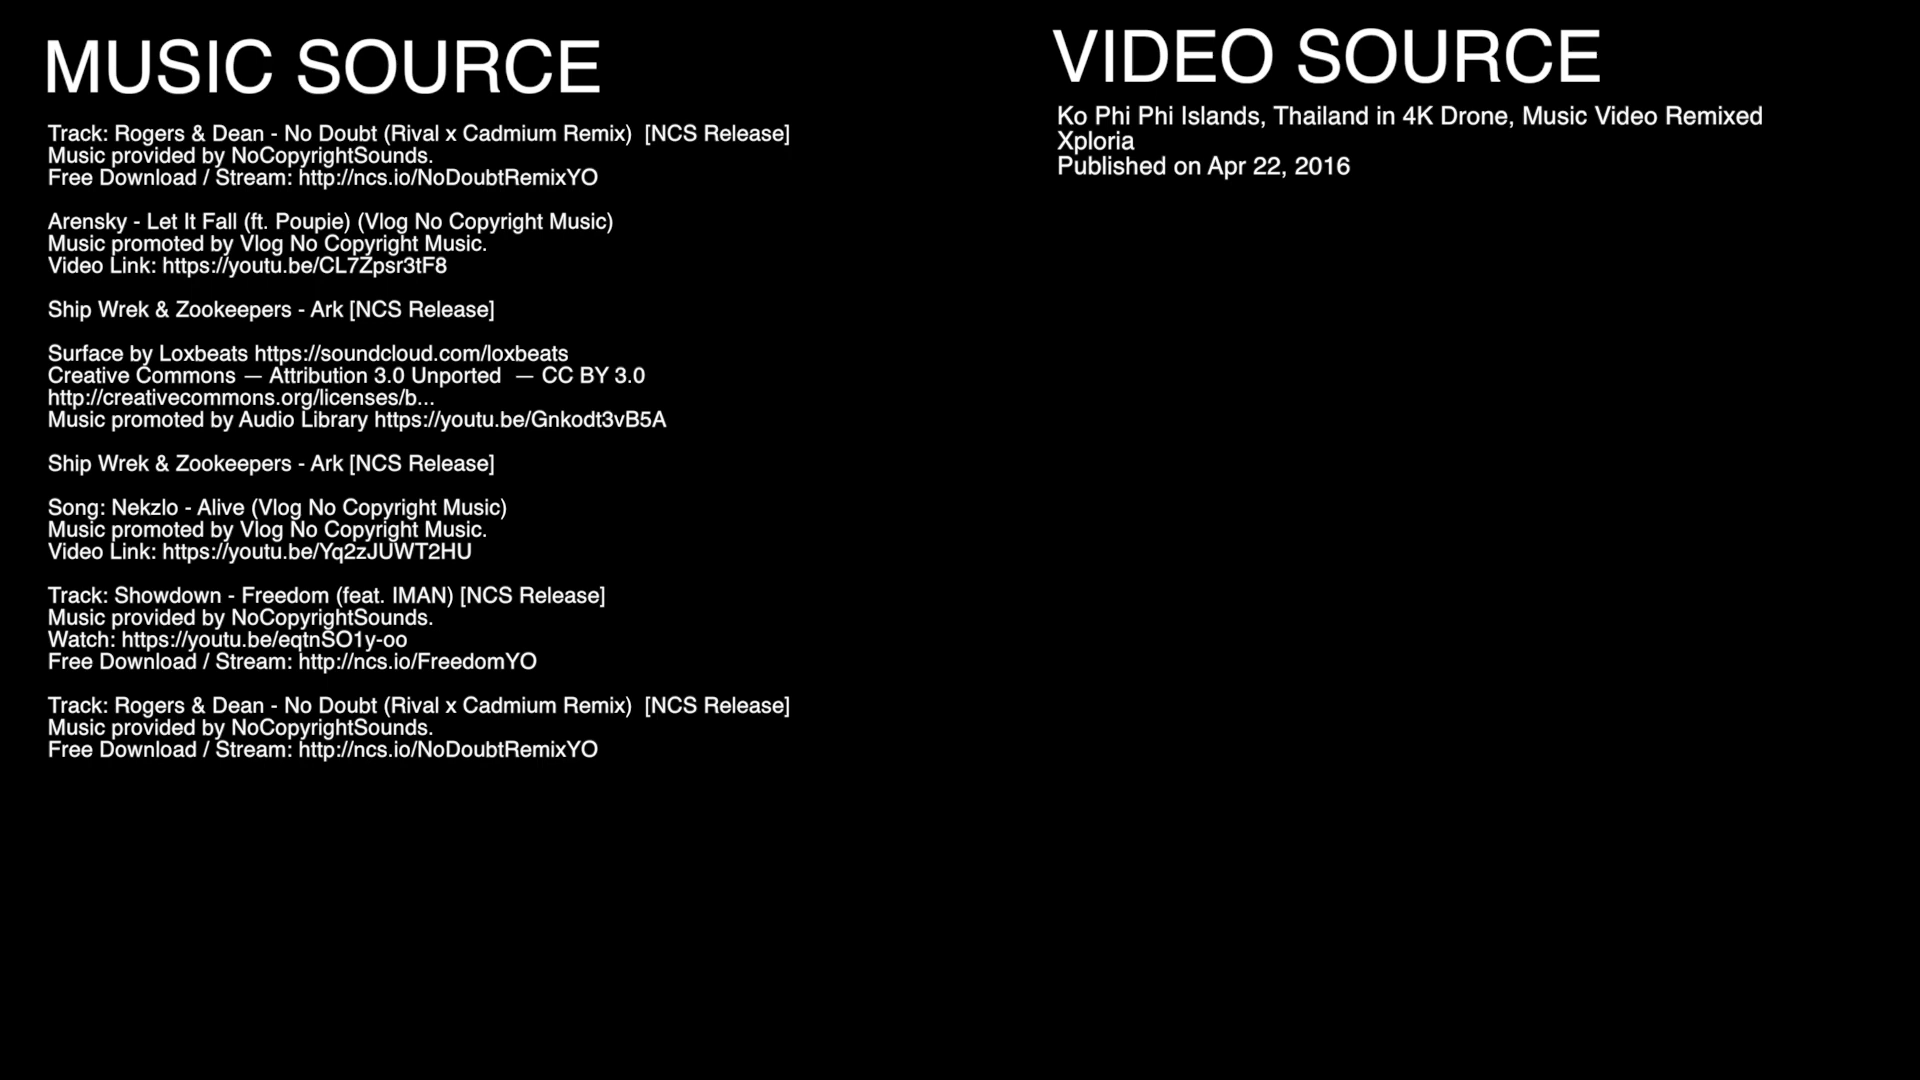 MUSIC SOURCE
Track: Rogers & Dean - No Doubt (Rival x Cadmium Remix)  [NCS Release]
Music provided by NoCopyrightSounds.
Free Download / Stream: http://ncs.io/NoDoubtRemixYO
Arensky - Let It Fall (ft. Poupie) (Vlog No Copyright Music)
Music promoted by Vlog No Copyright Music.
Video Link: https://youtu.be/CL7Zpsr3tF8
Ship Wrek & Zookeepers - Ark [NCS Release]
Surface by Loxbeats https://soundcloud.com/loxbeats
Creative Commons — Attribution 3.0 Unported  — CC BY 3.0
http://creativecommons.org/licenses/b...
Music promoted by Audio Library https://youtu.be/Gnkodt3vB5A
Ship Wrek & Zookeepers - Ark [NCS Release]
Song: Nekzlo - Alive (Vlog No Copyright Music)
Music promoted by Vlog No Copyright Music.
Video Link: https://youtu.be/Yq2zJUWT2HU
Track: Showdown - Freedom (feat. IMAN) [NCS Release]
Music provided by NoCopyrightSounds.
Watch: https://youtu.be/eqtnSO1y-oo
Free Download / Stream: http://ncs.io/FreedomYO
Track: Rogers & Dean - No Doubt (Rival x Cadmium Remix)  [NCS Release]
Music provided by NoCopyrightSounds.
Free Download / Stream: http://ncs.io/NoDoubtRemixYO
VIDEO SOURCE
Ko Phi Phi Islands, Thailand in 4K Drone, Music Video Remixed
Xploria
Published on Apr 22, 2016